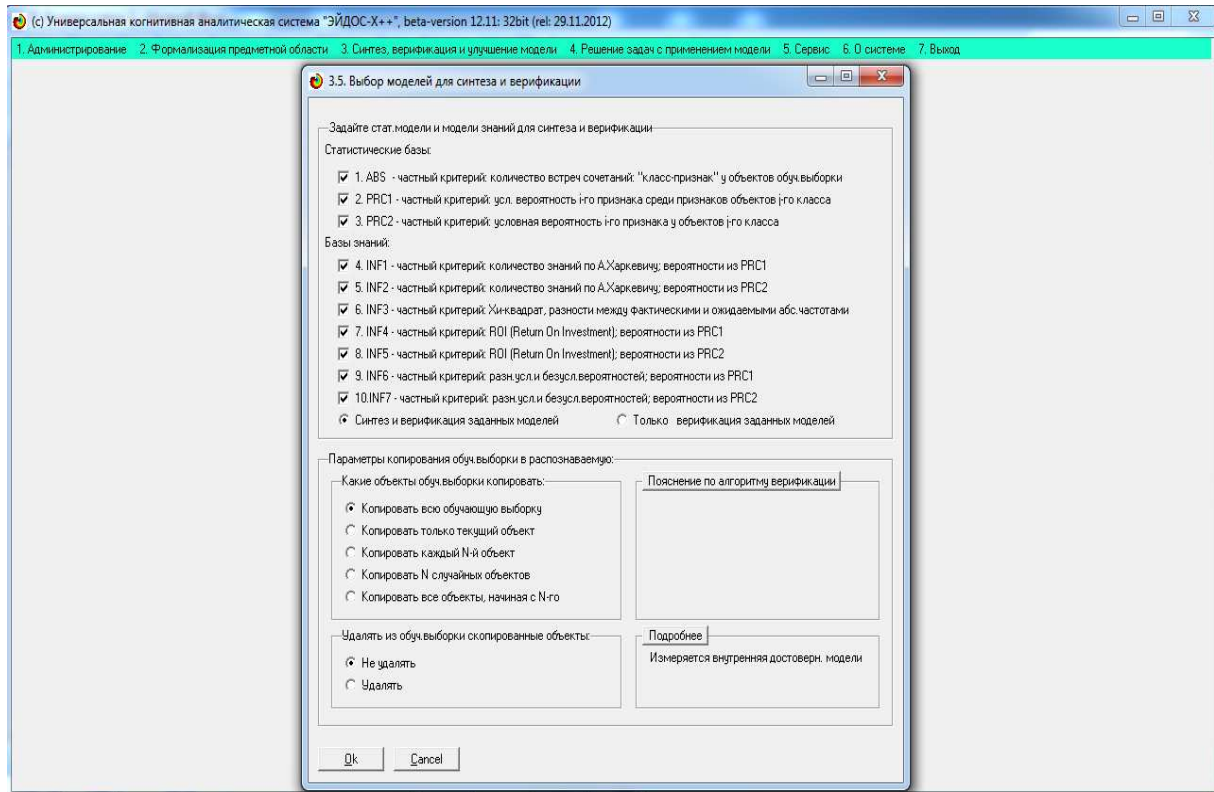 (c) Универсальная когнитивная аналитическая система "ЭЙДОС-X++", beta-version 12.11: 32bit (rel: 29.11.2012)
1. Администрирование 2. Формализация предметной области 3. Синтез, верификация и улучшение модели 4. Решение задач с применением модели 5. Сервис 6. О системе 7. Выход
3.5. Выбор моделей для синтеза и верификации
Задайте стат.модели и модели знаний для синтеза и верификации
Статистические базы:
1. ABS - частный критерий: количество встреч сочетаний: "класс-признак" у объектов обуч.выборки
2. PRC1 - частный критерий: усл. вероятность i-го признака среди признаков объектов j-го класса
3. PRC2 - частный критерий: условная вероятность i-го признака у объектов j-го класса
Базы знаний:
4. INF1 - частный критерий: количество знаний по А.Харкевичу; вероятности из PRC1
5. INF2 - частный критерий: количество знаний по А.Харкевичу; вероятности из PRC2
6. INF3 - частный критерий: Хи-квадрат, разности между фактическими и ожидаемыми абс.частотами
7. INF4 - частный критерий: ROI (Return On Investment); вероятности из PRC1
8. INF5 - частный критерий: ROI (Return On Investment); вероятности из PRC2
9. INF6 - частный критерий: разн.усл.и безусл.вероятностей; вероятности из PRC1
10.INF7 - частный критерий: разн.усл.и безусл.вероятностей; вероятности из PRC2
Синтез и верификация заданных моделей Только верификация заданных моделей
Параметры копирования обуч.выборки в распознаваемую:
Какие объекты обуч.выборки копировать:
Копировать всю обучающую выборку
Копировать только текущий объект
Копировать каждый N-й объект
Копировать N случайных объектов
Копировать все объекты, начиная с N-го
Пояснение по алгоритму верификации
Удалять из обуч.выборки скопированные объекты:
Не удалять
Удалять
Подробнее
Измеряется внутренняя достоверн. модели
Ok Cancel